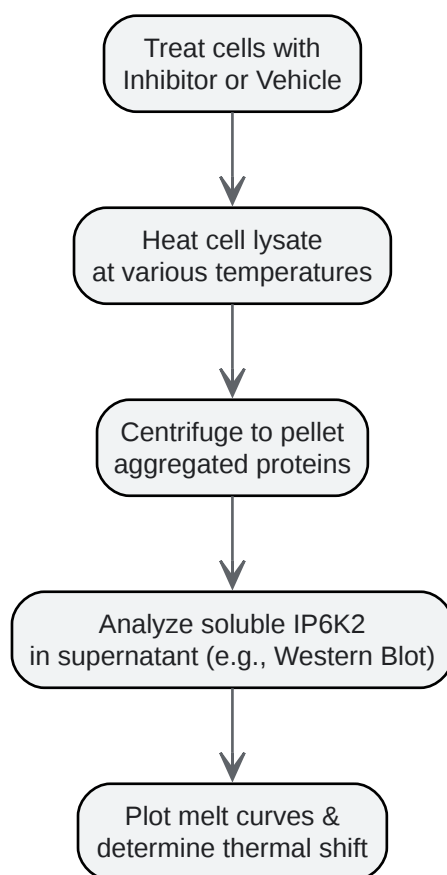 Treat cells with
Inhibitor or Vehicle
Heat cell lysate
at various temperatures
Centrifuge to pellet
aggregated proteins
Analyze soluble IP6K2
in supernatant (e.g., Western Blot)
Plot melt curves &
determine thermal shift